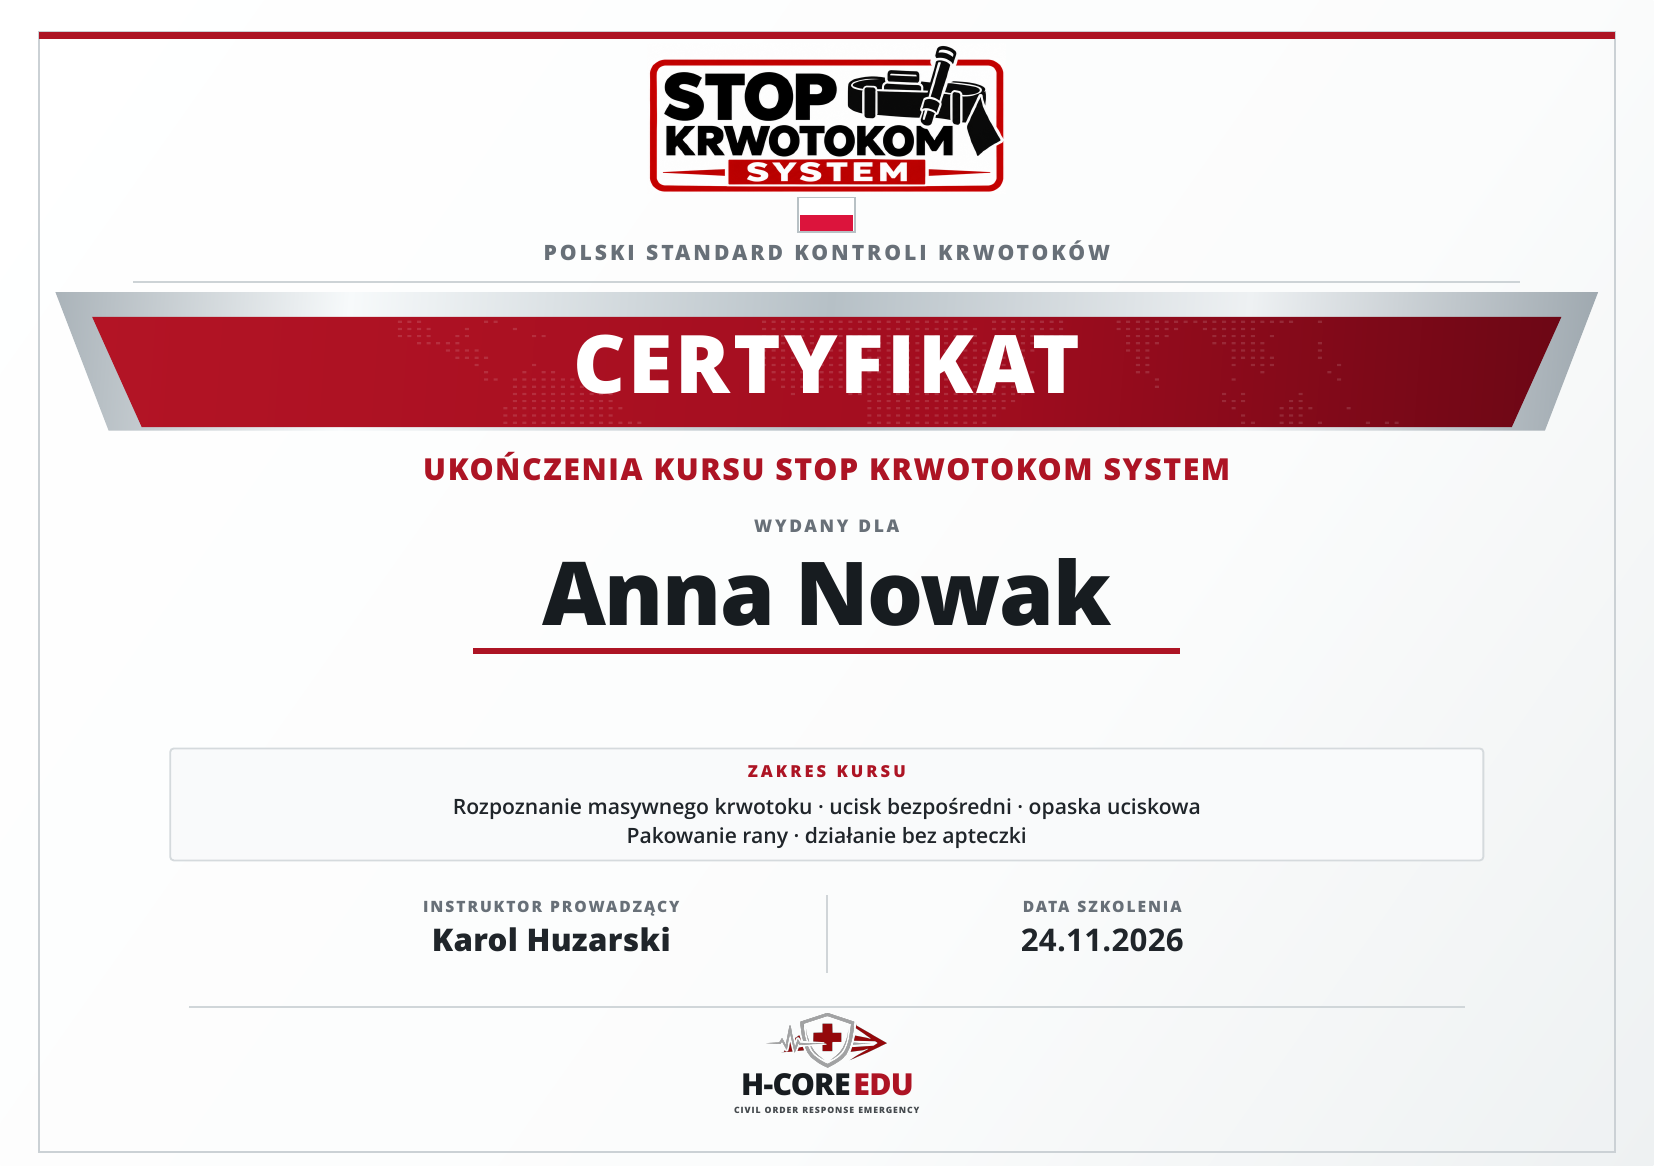 STOP
KRWOTOKOM
SYSTEM
POLSKI STANDARD KONTROLI KRWOTOKÓW
CERTYFIKAT
UKOŃCZENIA KURSU STOP KRWOTOKOM SYSTEM
WYDANY DLA
Anna Nowak
ZAKRES KURSU
Rozpoznanie masywnego krwotoku · ucisk bezpośredni · opaska uciskowa
Pakowanie rany · działanie bez apteczki
INSTRUKTOR PROWADZĄCY
Karol Huzarski
DATA SZKOLENIA
24.11.2026
H-CORE EDU
CIVIL ORDER RESPONSE EMERGENCY